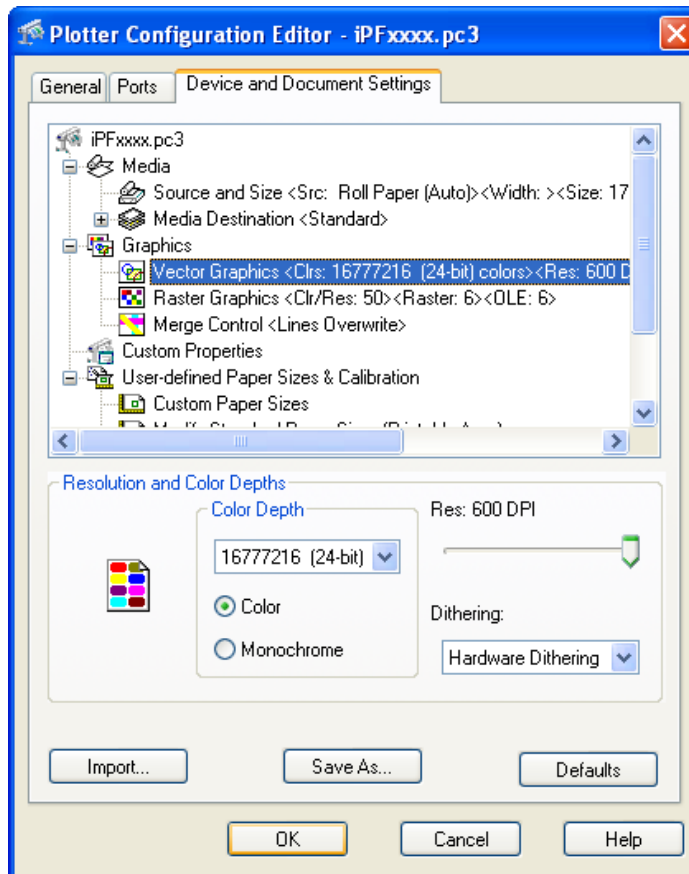 Plotter Configuration Editor - iPFxxxx.pc3
General Ports Device and Document Settings
iPFxxxx.pc3
Media
Source and Size <Src: Roll Paper (Auto)><Width: ><Size: 17
Media Destination <Standard>
Graphics
Vector Graphics <Clrs: 16777216 (24-bit) colors><Res: 600 D
Raster Graphics <Clr/Res: 50><Raster: 6><OLE: 6>
Merge Control <Lines Overwrite>
Custom Properties
User-defined Paper Sizes & Calibration
Custom Paper Sizes
Resolution and Color Depths
Color Depth
Res: 600 DPI
16777216 (24-bit)
Color
Dithering:
Monochrome
Hardware Dithering
Import... Save As... Defaults
OK Cancel Help